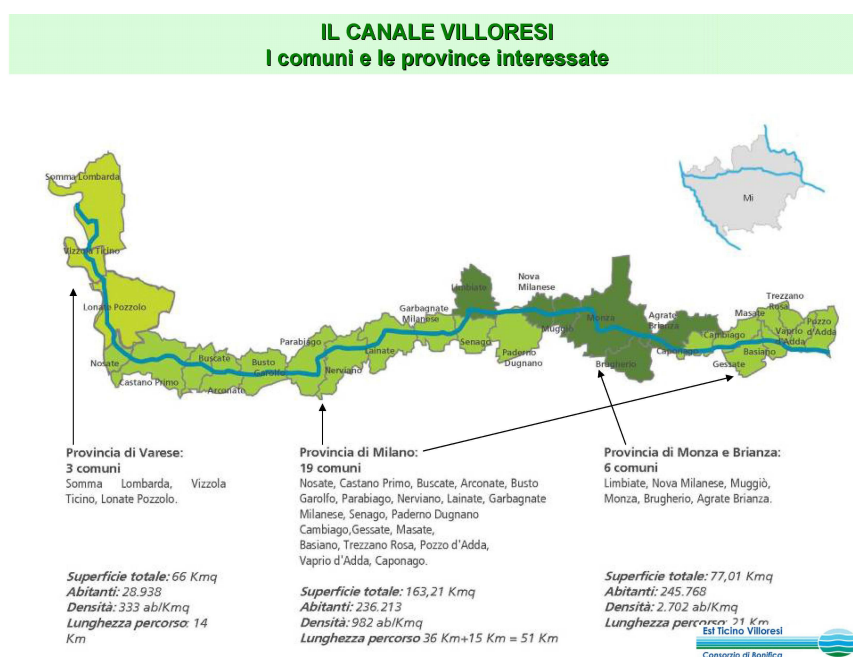 IL CANALE VILLORESI
I comuni e le province interessate
Somma Lombarda
Vizzola Ticino
Lonate Pozzolo
Nosate
Castano Primo
Buscate
Arconate
Busto
Garolfo
Parabiago
Nerviano
Lainate
Garbagnate
Milanese
Limbiate
Senago
Nova
Milanese
Paderno
Dugnano
Muggiò
Monza
Brugherio
Agrate
Brianza
Caponago
Cambiago
Gessate
Masate
Basiano
Trezzano
Rosa
Vaprio
d'Adda
Pozzo
d'Adda
Mi
Provincia di Varese:
3 comuni
Somma Lombarda, Vizzola
Ticino, Lonate Pozzolo.
Superficie totale: 66 Kmq
Abitanti: 28.938
Densità: 333 ab/Kmq
Lunghezza percorso: 14
Km
Provincia di Milano:
19 comuni
Nosate, Castano Primo, Buscate, Arconate, Busto
Garolfo, Parabiago, Nerviano, Lainate, Garbagnate
Milanese, Senago, Paderno Dugnano
Cambiago,Gessate, Masate,
Basiano, Trezzano Rosa, Pozzo d'Adda,
Vaprio d'Adda, Caponago.
Superficie totale: 163,21 Kmq
Abitanti: 236.213
Densità: 982 ab/Kmq
Lunghezza percorso 36 Km+15 Km = 51 Km
Provincia di Monza e Brianza:
6 comuni
Limbiate, Nova Milanese, Muggiò,
Monza, Brugherio, Agrate Brianza.
Superficie totale: 77,01 Kmq
Abitanti: 245.768
Densità: 2.702 ab/Kmq
Lunghezza percorso: 21 Km
Est Ticino Villoresi
Consorzio di Bonifica